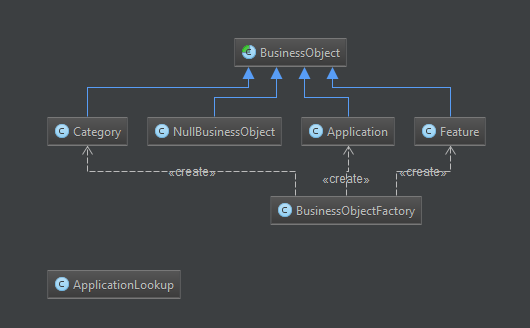 BusinessObject
Category
NullBusinessObject
Application
Feature
«create»
«create»
«create»
BusinessObjectFactory
ApplicationLookup